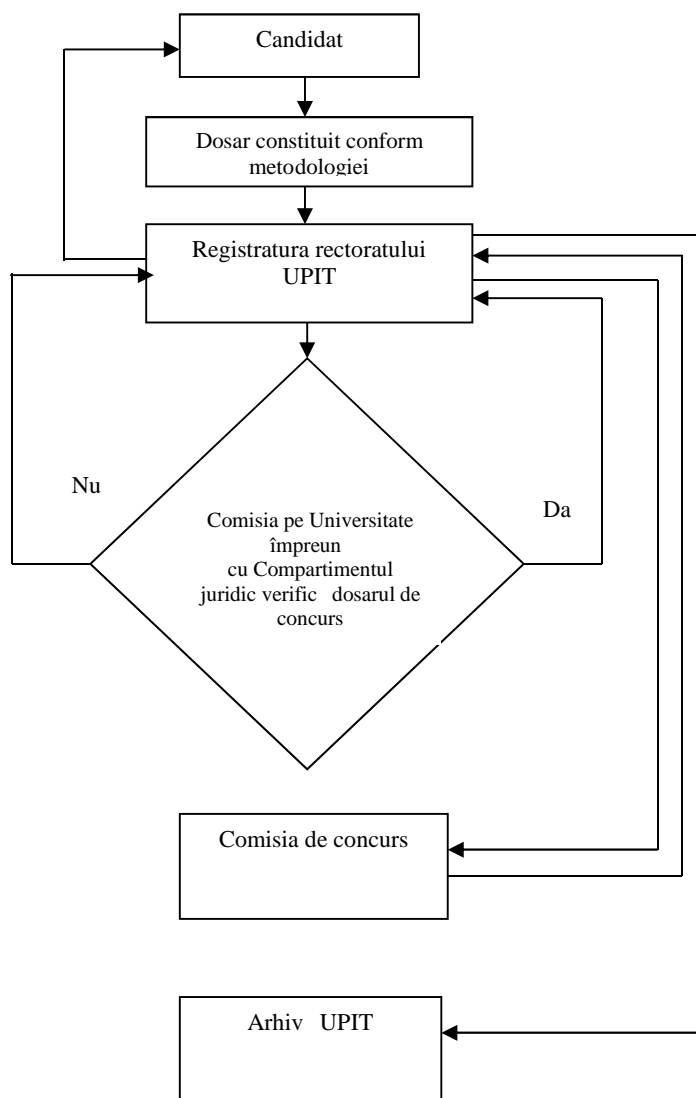 Candidat
Dosar constituit conform
metodologiei
Registratura rectoratului
UPIT
Nu
Da
Comisia pe Universitate
împreun
cu Compartimentul
juridic verific dosarul de
concurs
Comisia de concurs
Arhiv UPIT